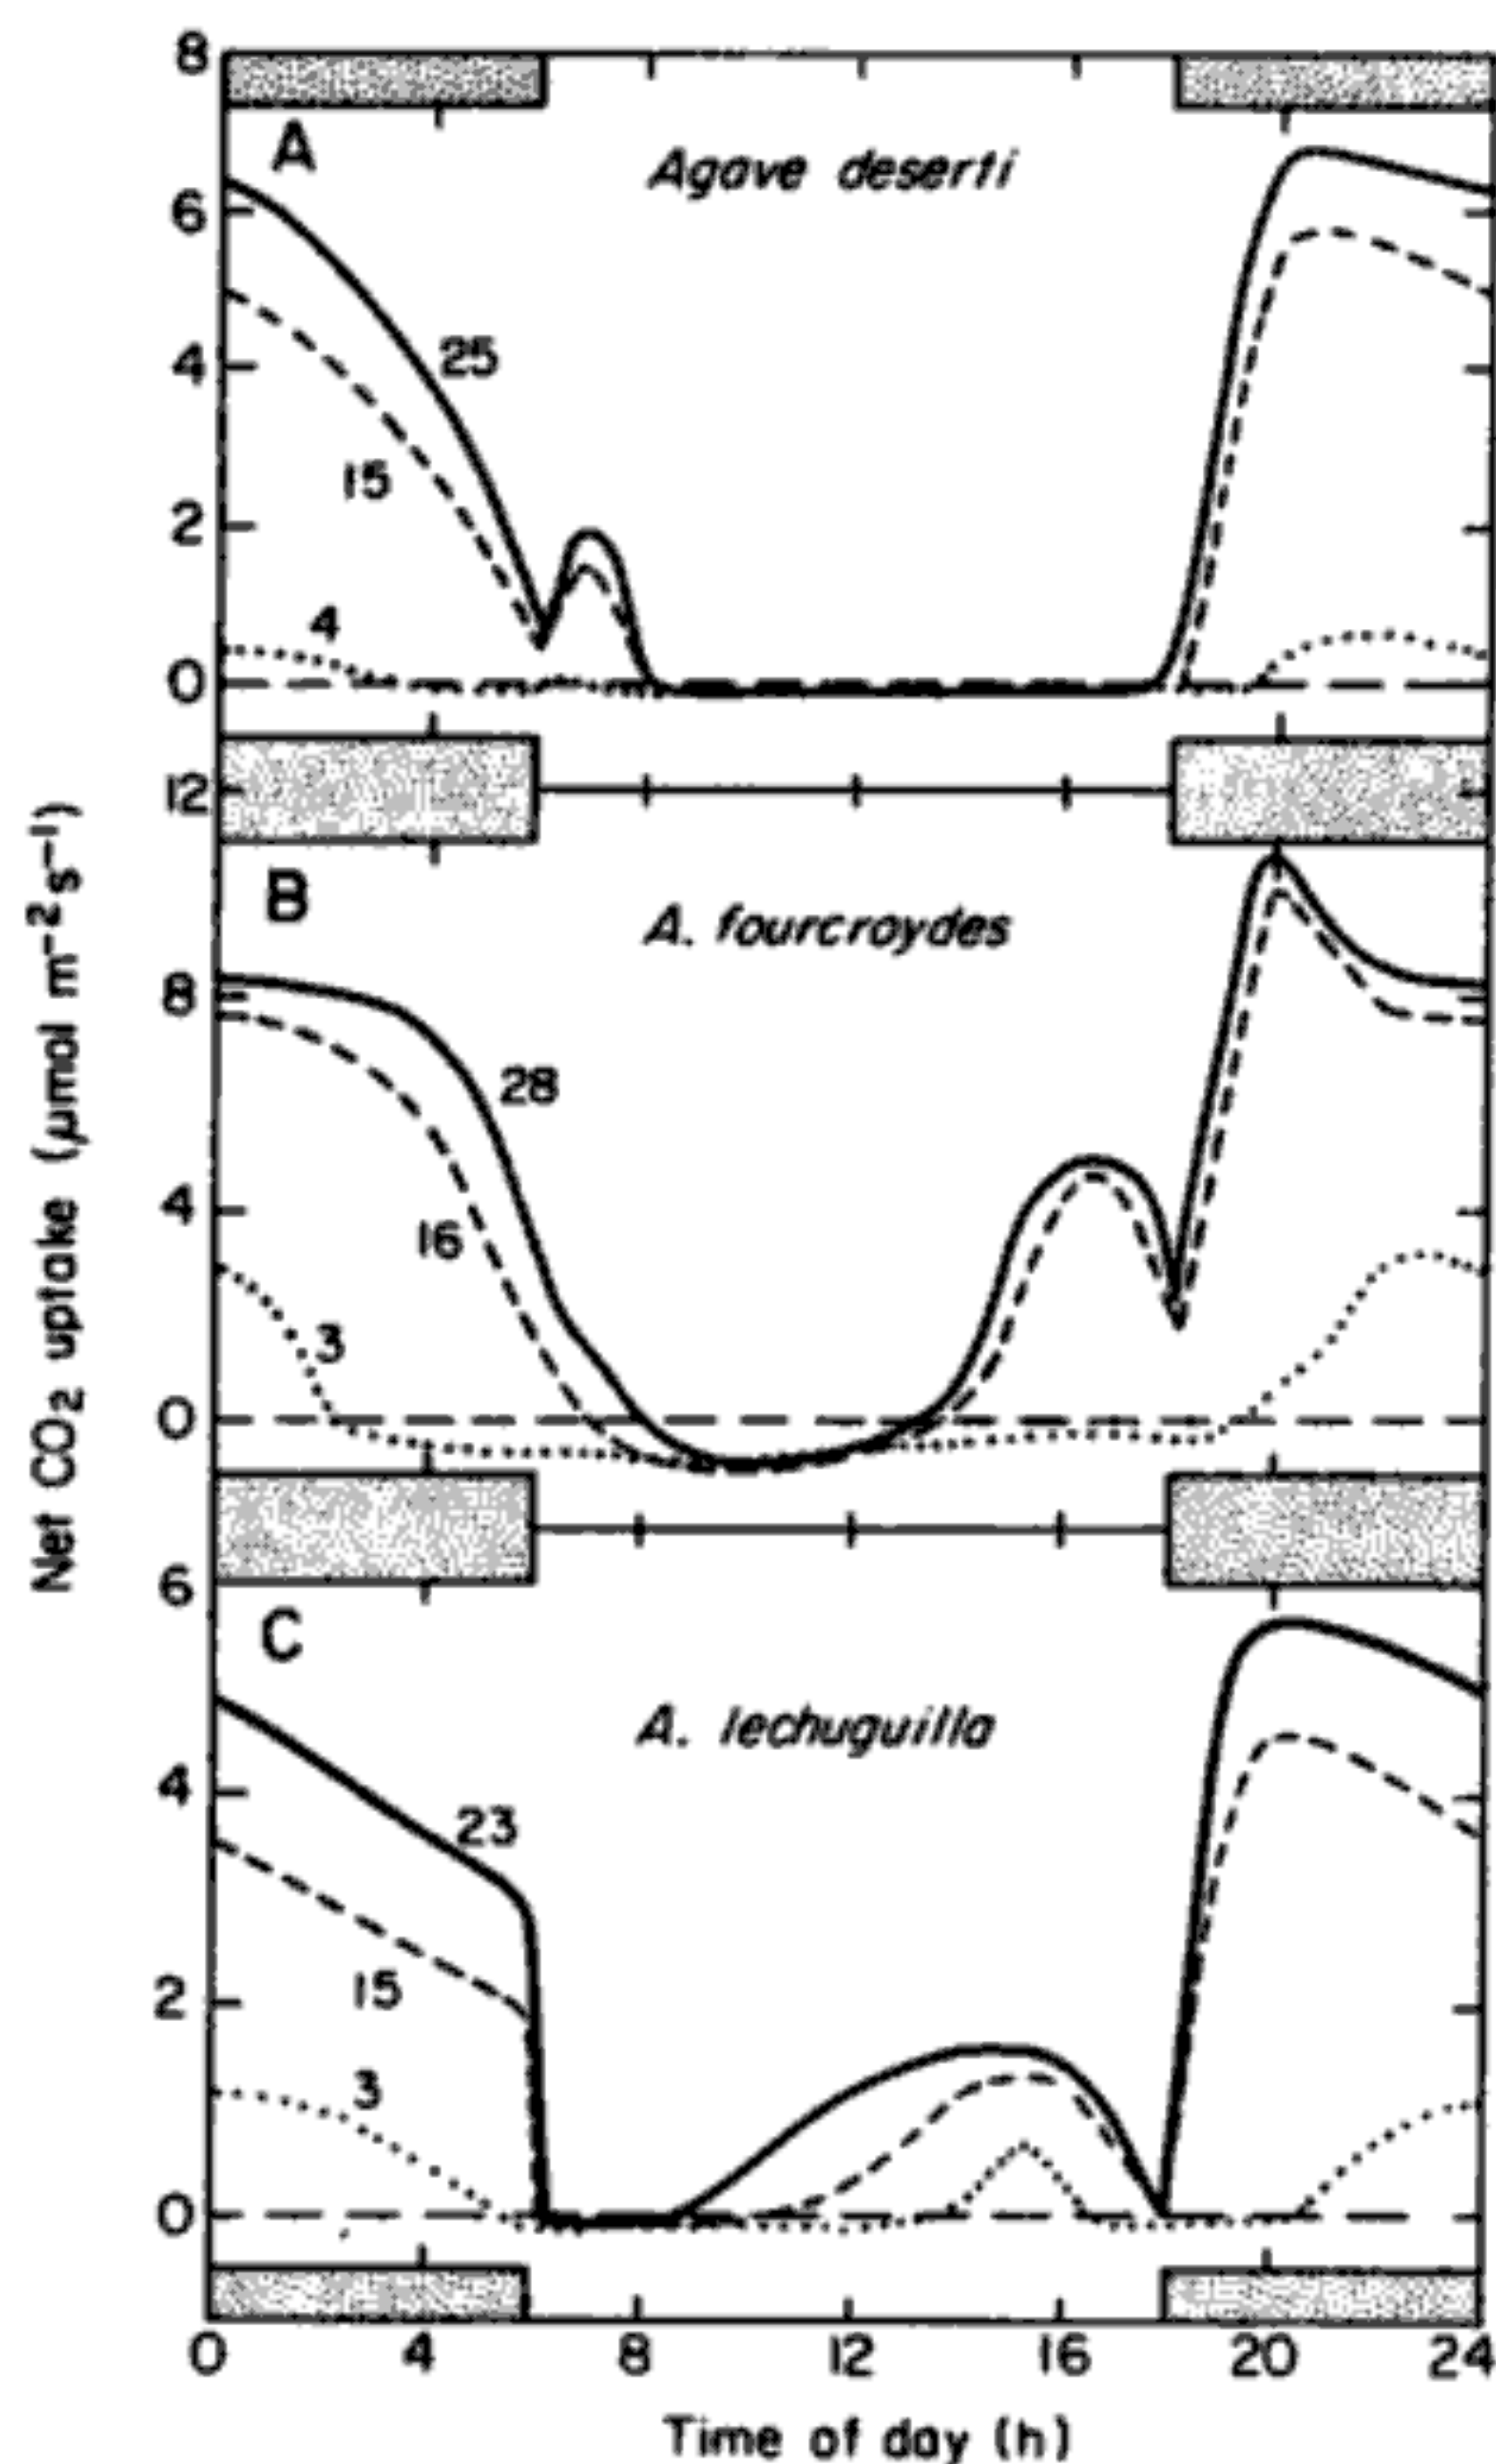 8
A
Agave deserti
6
25
4
15
2
4
0
12
B
A. fourcroydes
8
28
4
16
3
0
6
C
A. lechuguilla
4
23
2
15
3
0
0 4 8 12 16 20 24
Time of day (h)
Net CO2 uptake (μmol m⁻² s⁻¹)